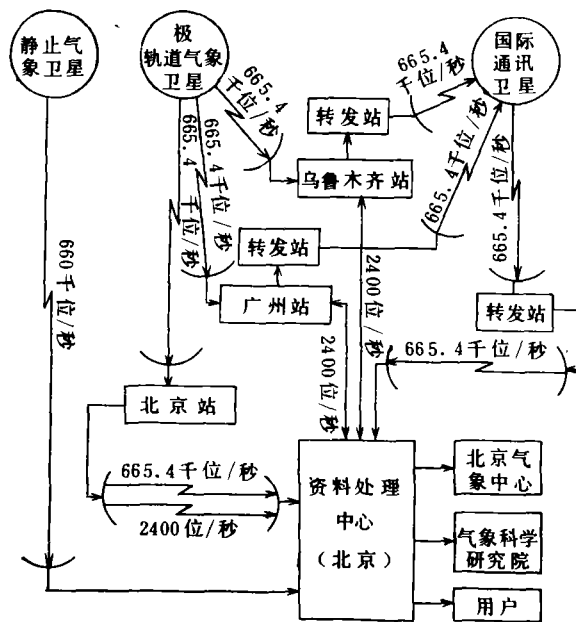 静止气
象卫星
极
轨道气象
卫星
国际
通讯
卫星
665.4
千位/秒
665.4
千位/秒
转发站
乌鲁木齐站
665.4千位/秒
665.4千位/秒
665.4千位/秒
665.4千位/秒
转发站
广州站
转发站
660千位/秒
2400位/秒
2400位/秒
665.4千位/秒
北京站
665.4千位/秒
2400位/秒
资料处理
中心
(北京)
北京气
象中心
气象科学
研究院
用户